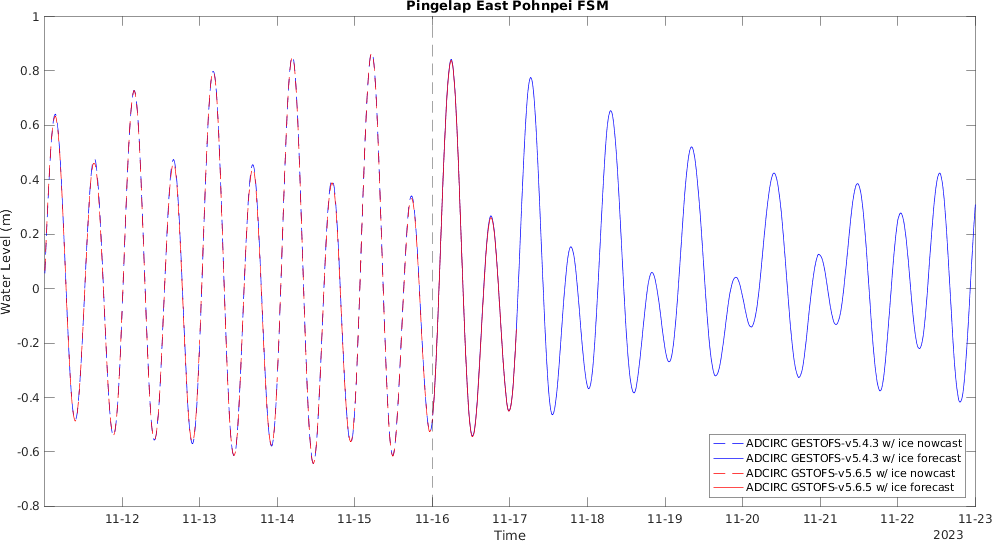 Pingelap East Pohnpei FSM
1
0.8
0.6
0.4
0.2
0
-0.2
-0.4
-0.6
-0.8
Water Level (m)
11-12 11-13 11-14 11-15 11-16 11-17 11-18 11-19 11-20 11-21 11-22 11-23
Time
2023
ADCIRC GESTOFS-v5.4.3 w/ ice nowcast
ADCIRC GESTOFS-v5.4.3 w/ ice forecast
ADCIRC GSTOFS-v5.6.5 w/ ice nowcast
ADCIRC GSTOFS-v5.6.5 w/ ice forecast